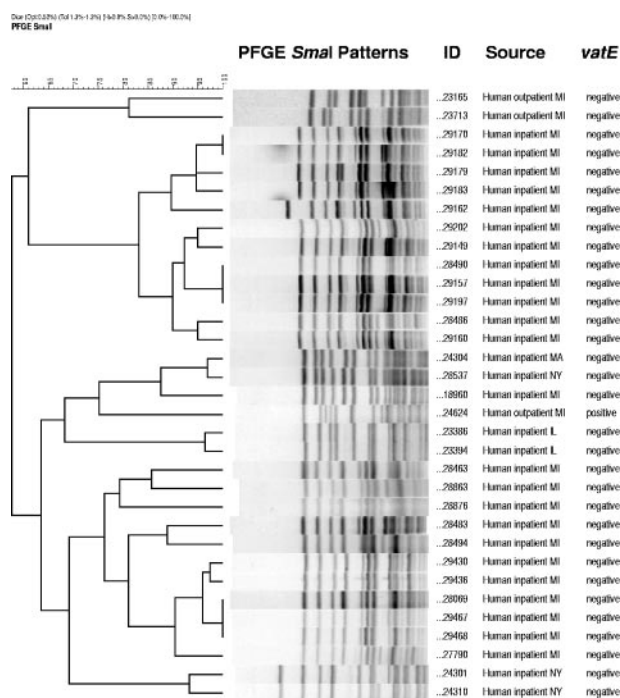 PFGE SmaI
PFGE SmaI Patterns ID Source vatE
...23165 Human outpatient MI negative
...23713 Human outpatient MI negative
...29170 Human inpatient MI negative
...29182 Human inpatient MI negative
...29179 Human inpatient MI negative
...29183 Human inpatient MI negative
...29162 Human inpatient MI negative
...29202 Human inpatient MI negative
...29149 Human inpatient MI negative
...28490 Human inpatient MI negative
...29157 Human inpatient MI negative
...29197 Human inpatient MI negative
...28486 Human inpatient MI negative
...29160 Human inpatient MI negative
...24304 Human inpatient MA negative
...28537 Human inpatient NY negative
...18960 Human inpatient MI negative
...24624 Human outpatient MI positive
...23386 Human inpatient IL negative
...23394 Human inpatient IL negative
...28463 Human inpatient MI negative
...28863 Human inpatient MI negative
...28876 Human inpatient MI negative
...28483 Human inpatient MI negative
...28494 Human inpatient MI negative
...29430 Human inpatient MI negative
...29436 Human inpatient MI negative
...28069 Human inpatient MI negative
...29467 Human inpatient MI negative
...29468 Human inpatient MI negative
...27790 Human inpatient MI negative
...24301 Human inpatient NY negative
...24310 Human inpatient NY negative